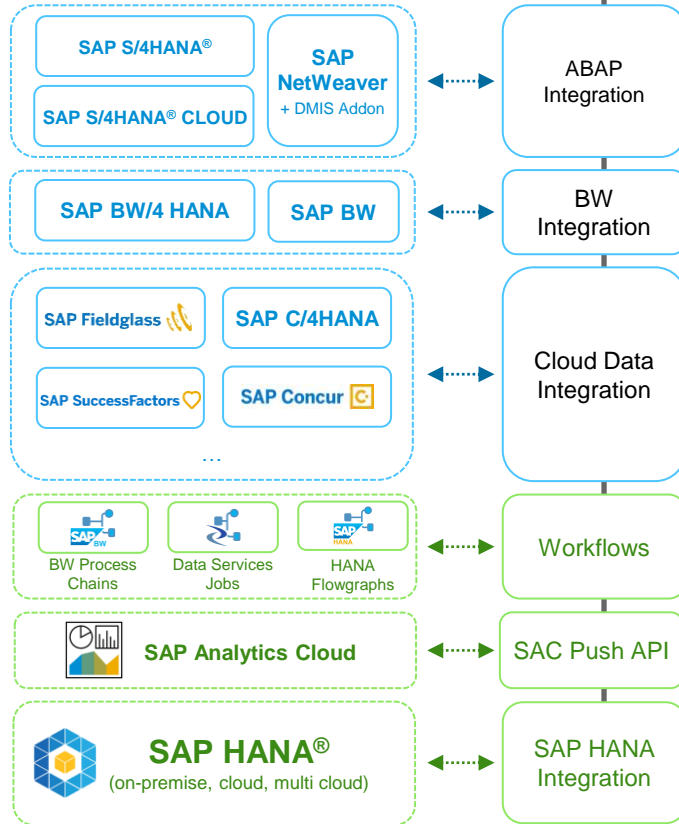 SAP S/4HANA®
SAP S/4HANA® CLOUD
SAP
NetWeaver
+ DMIS Addon
ABAP
Integration
SAP BW/4 HANA
SAP BW
BW
Integration
SAP Fieldglass
SAP C/4HANA
SAP SuccessFactors
SAP Concur
...
Cloud Data
Integration
SAP BW
BW Process
Chains
Data Services
Jobs
SAP HANA
HANA
Flowgraphs
Workflows
SAP Analytics Cloud
SAC Push API
SAP HANA®
(on-premise, cloud, multi cloud)
SAP HANA
Integration